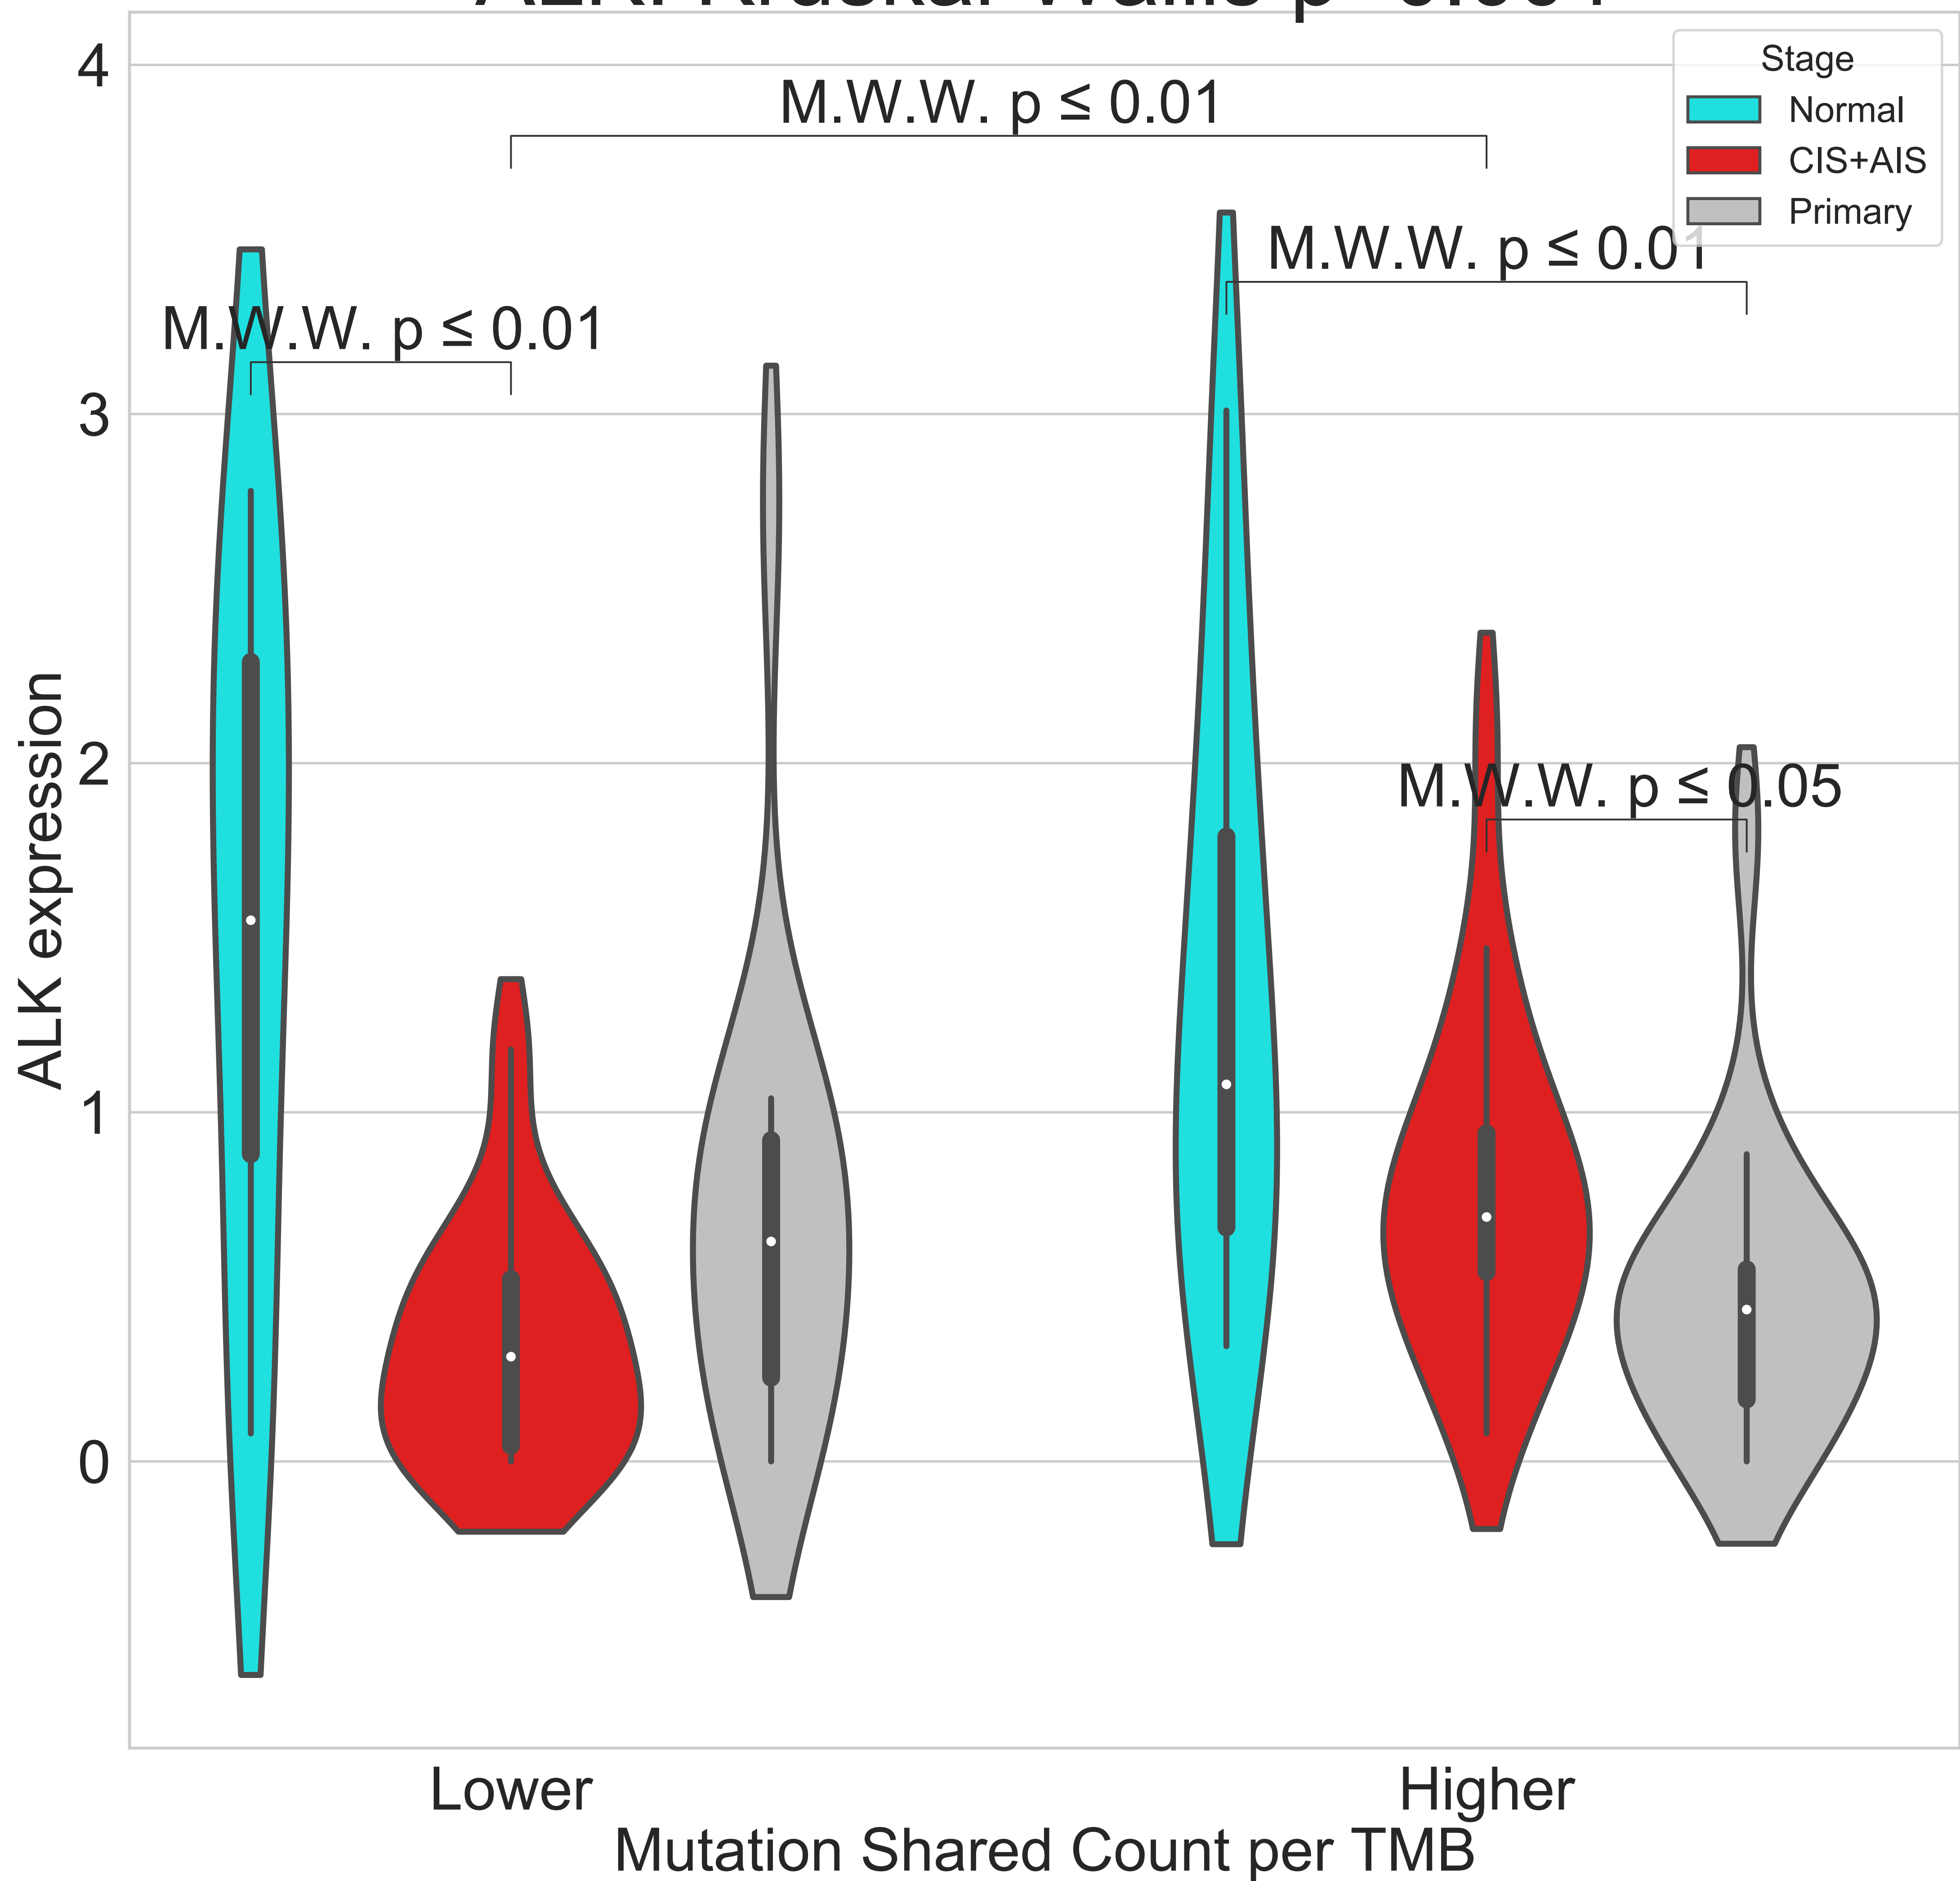 4
3
2
1
0
ALK expression
M.W.W. p ≤ 0.01
M.W.W. p ≤ 0.01
M.W.W. p ≤ 0.01
M.W.W. p ≤ 0.05
Stage
Normal
CIS+AIS
Primary
Lower
Higher
Mutation Shared Count per TMB